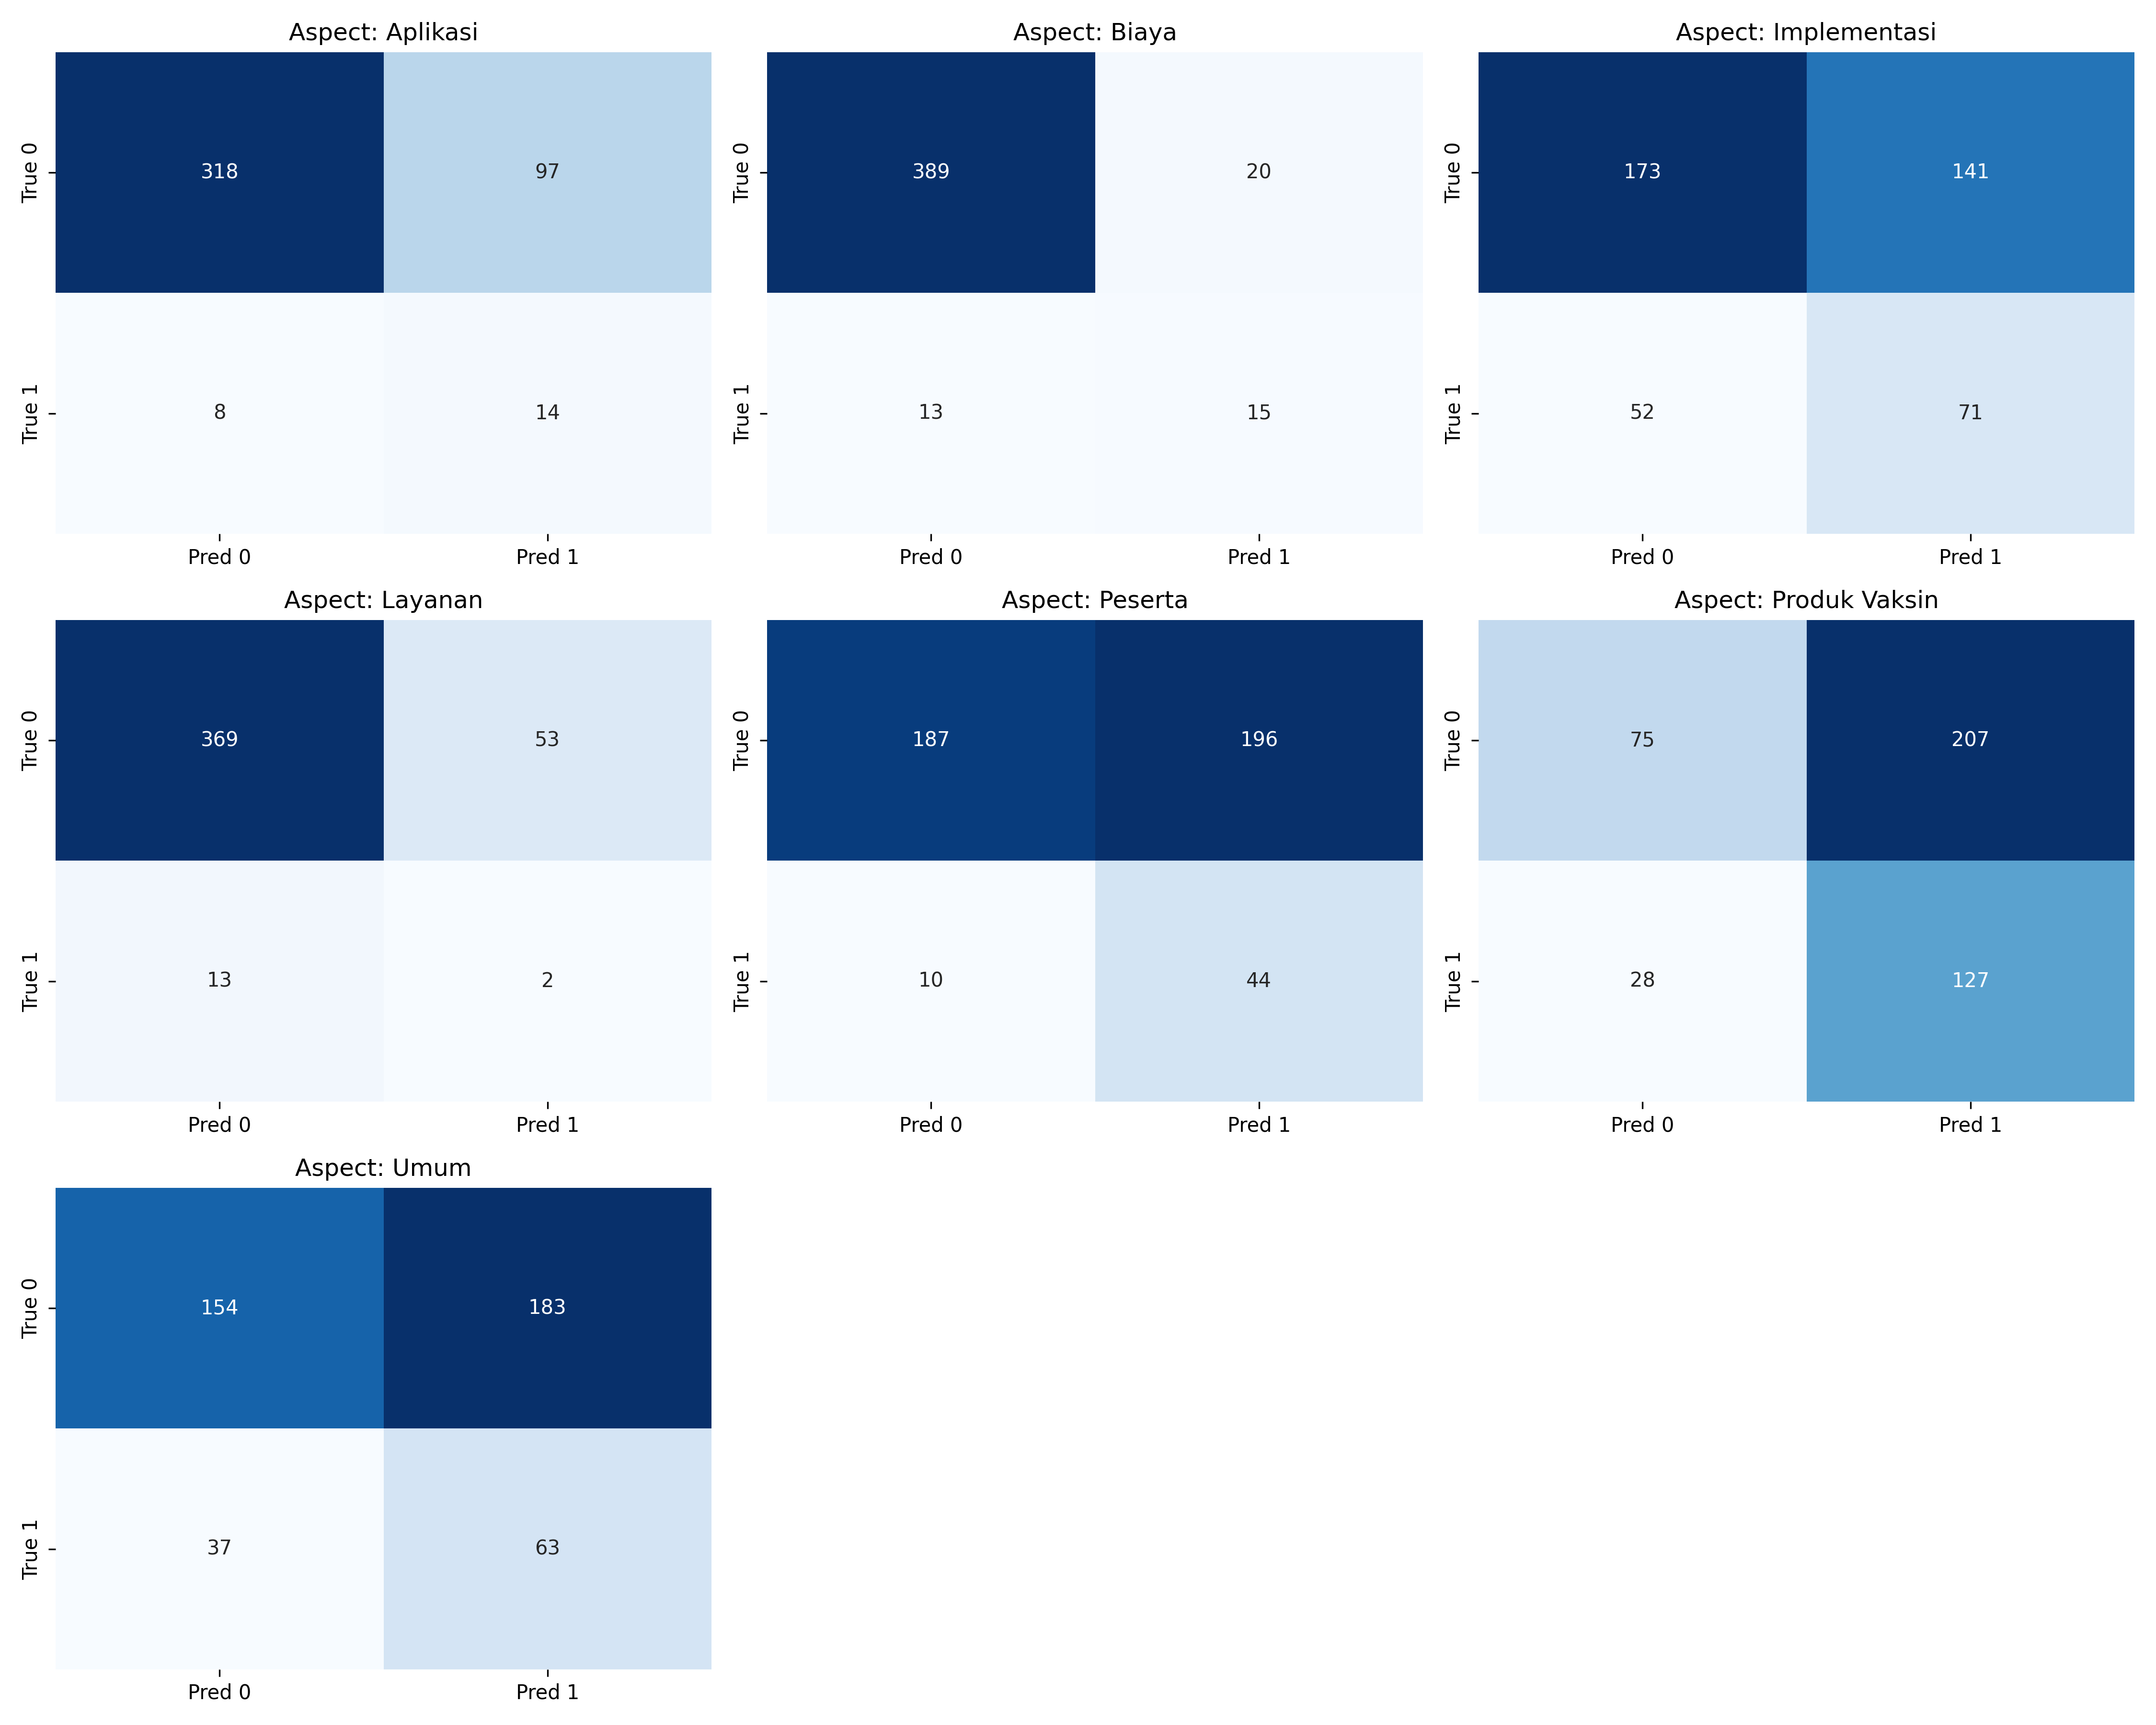 Aspect: Aplikasi
True 0
318
97
True 1
8
14
Pred 0
Pred 1
Aspect: Biaya
True 0
389
20
True 1
13
15
Pred 0
Pred 1
Aspect: Implementasi
True 0
173
141
True 1
52
71
Pred 0
Pred 1
Aspect: Layanan
True 0
369
53
True 1
13
2
Pred 0
Pred 1
Aspect: Peserta
True 0
187
196
True 1
10
44
Pred 0
Pred 1
Aspect: Produk Vaksin
True 0
75
207
True 1
28
127
Pred 0
Pred 1
Aspect: Umum
True 0
154
183
True 1
37
63
Pred 0
Pred 1